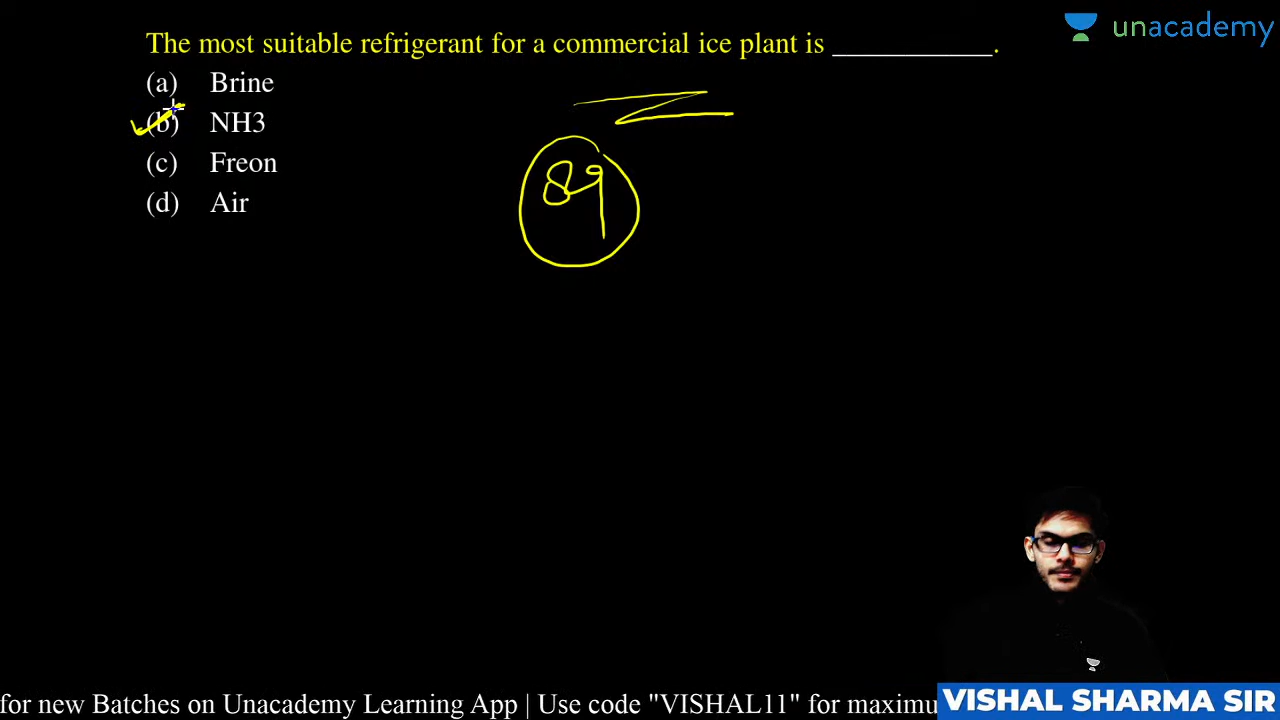 unacademy
The most suitable refrigerant for a commercial ice plant is ____________.
(a) Brine
(b) NH3
(c) Freon
(d) Air
89
for new Batches on Unacademy Learning App | Use code "VISHAL11" for maximu
VISHAL SHARMA SIR